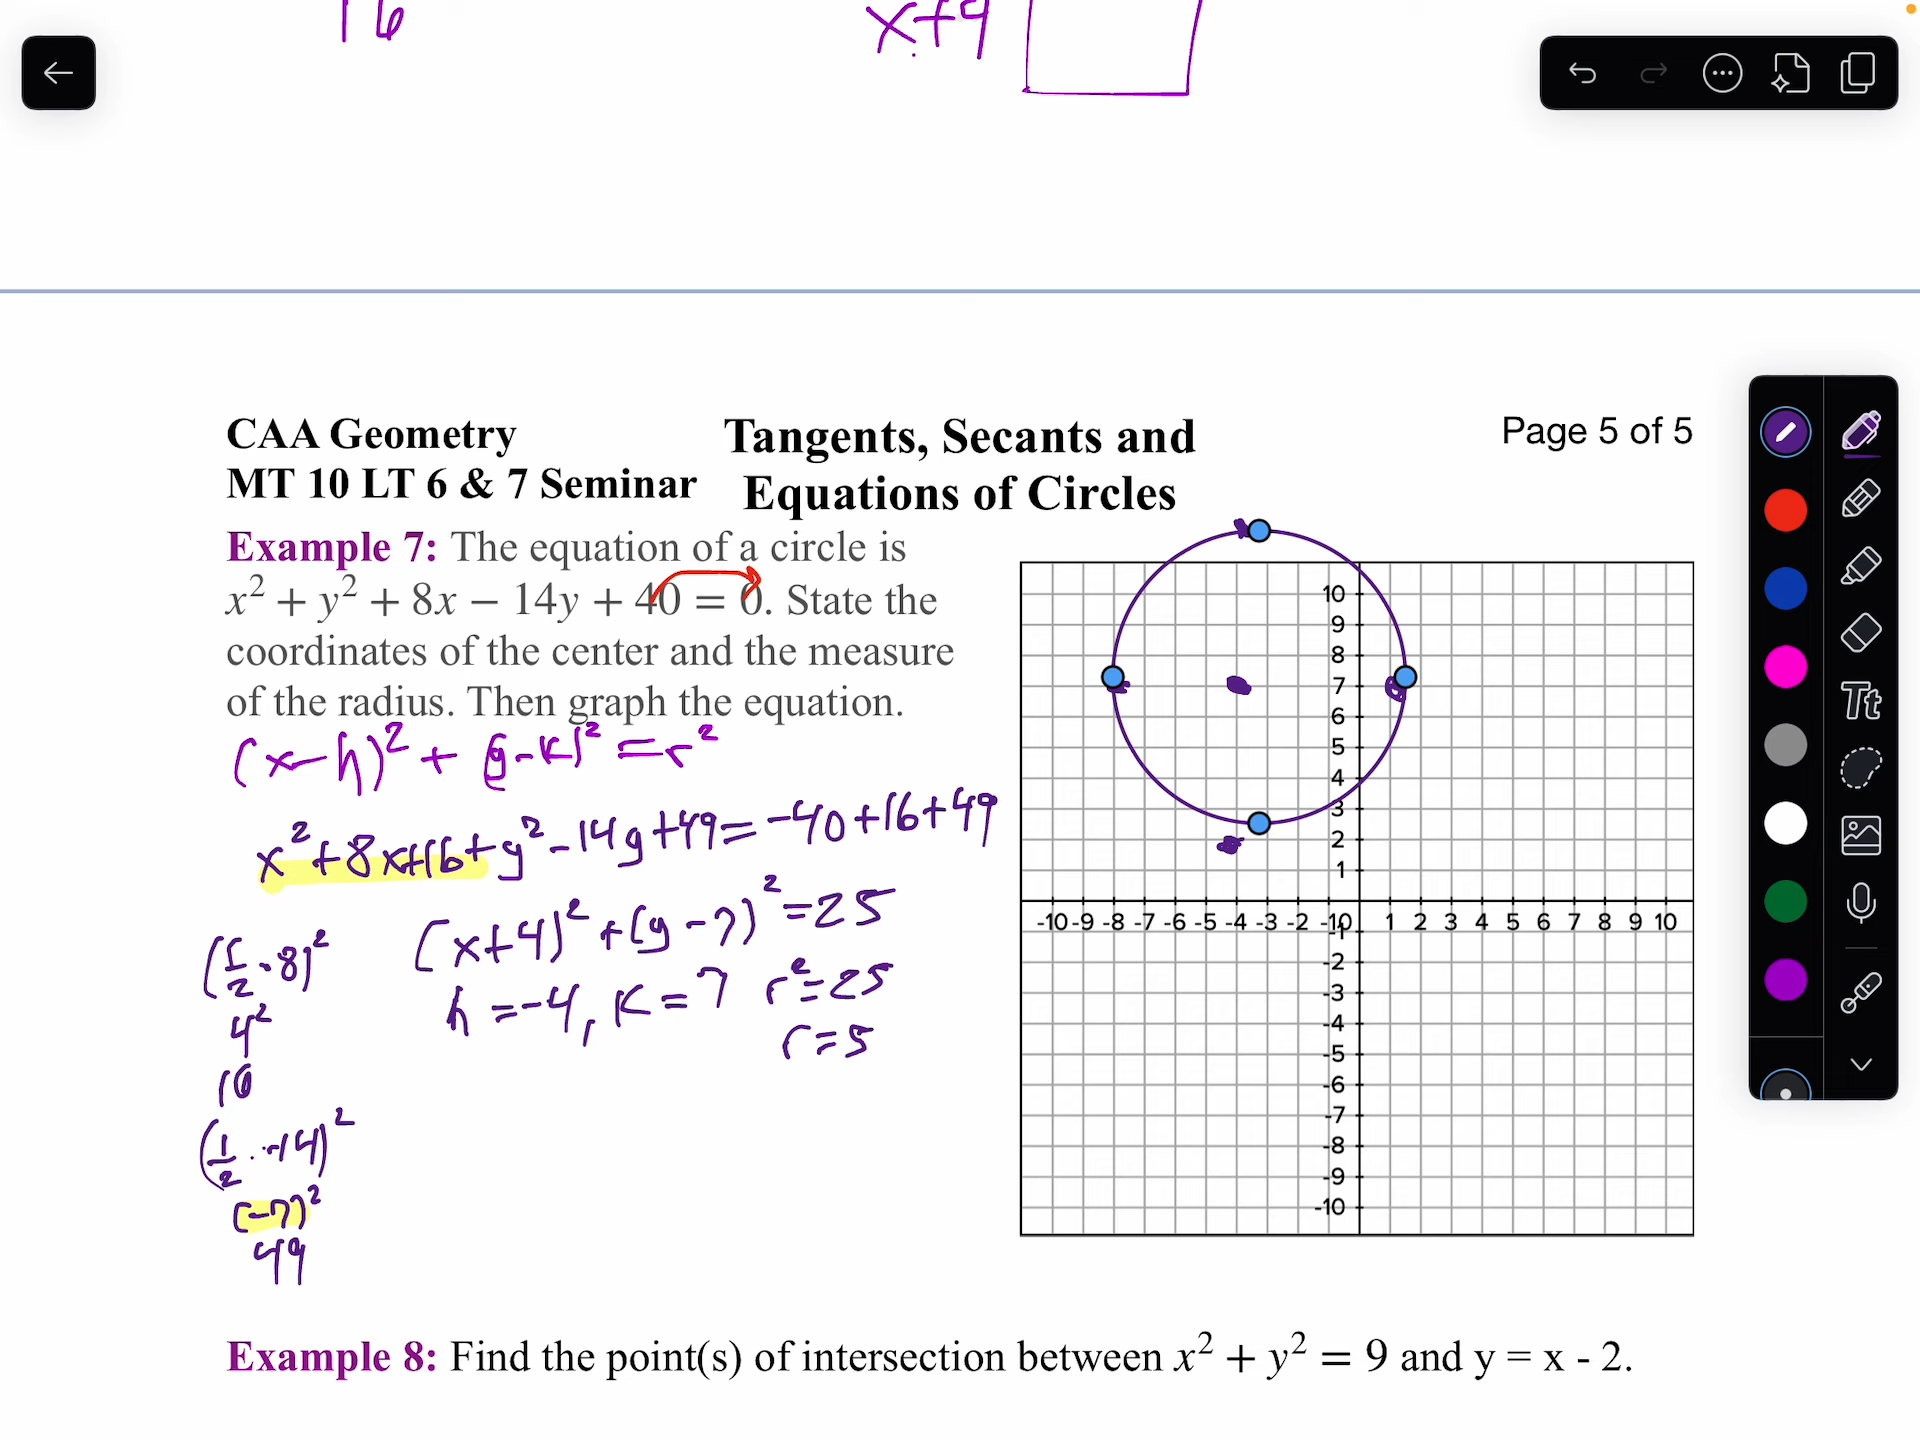 16
x+4
CAA Geometry
MT 10 LT 6 & 7 Seminar
Tangents, Secants and
Equations of Circles
Page 5 of 5
Example 7: The equation of a circle is
x² + y² + 8x − 14y + 40 = 0. State the
coordinates of the center and the measure
of the radius. Then graph the equation.
(x-h)² + (y-k)² = r²
x²+8x+16+y²-14y+49=-40+16+49
(x+4)²+(y-7)²=25
h=-4, k=7 r²=25
r=5
(1/2·8)²
4²
16
(1/2·-14)²
(-7)²
49
10
9
8
7
6
5
4
3
2
1
-10 -9 -8 -7 -6 -5 -4 -3 -2 -1 0 1 2 3 4 5 6 7 8 9 10
-1
-2
-3
-4
-5
-6
-7
-8
-9
-10
Example 8: Find the point(s) of intersection between x² + y² = 9 and y = x - 2.
Tt